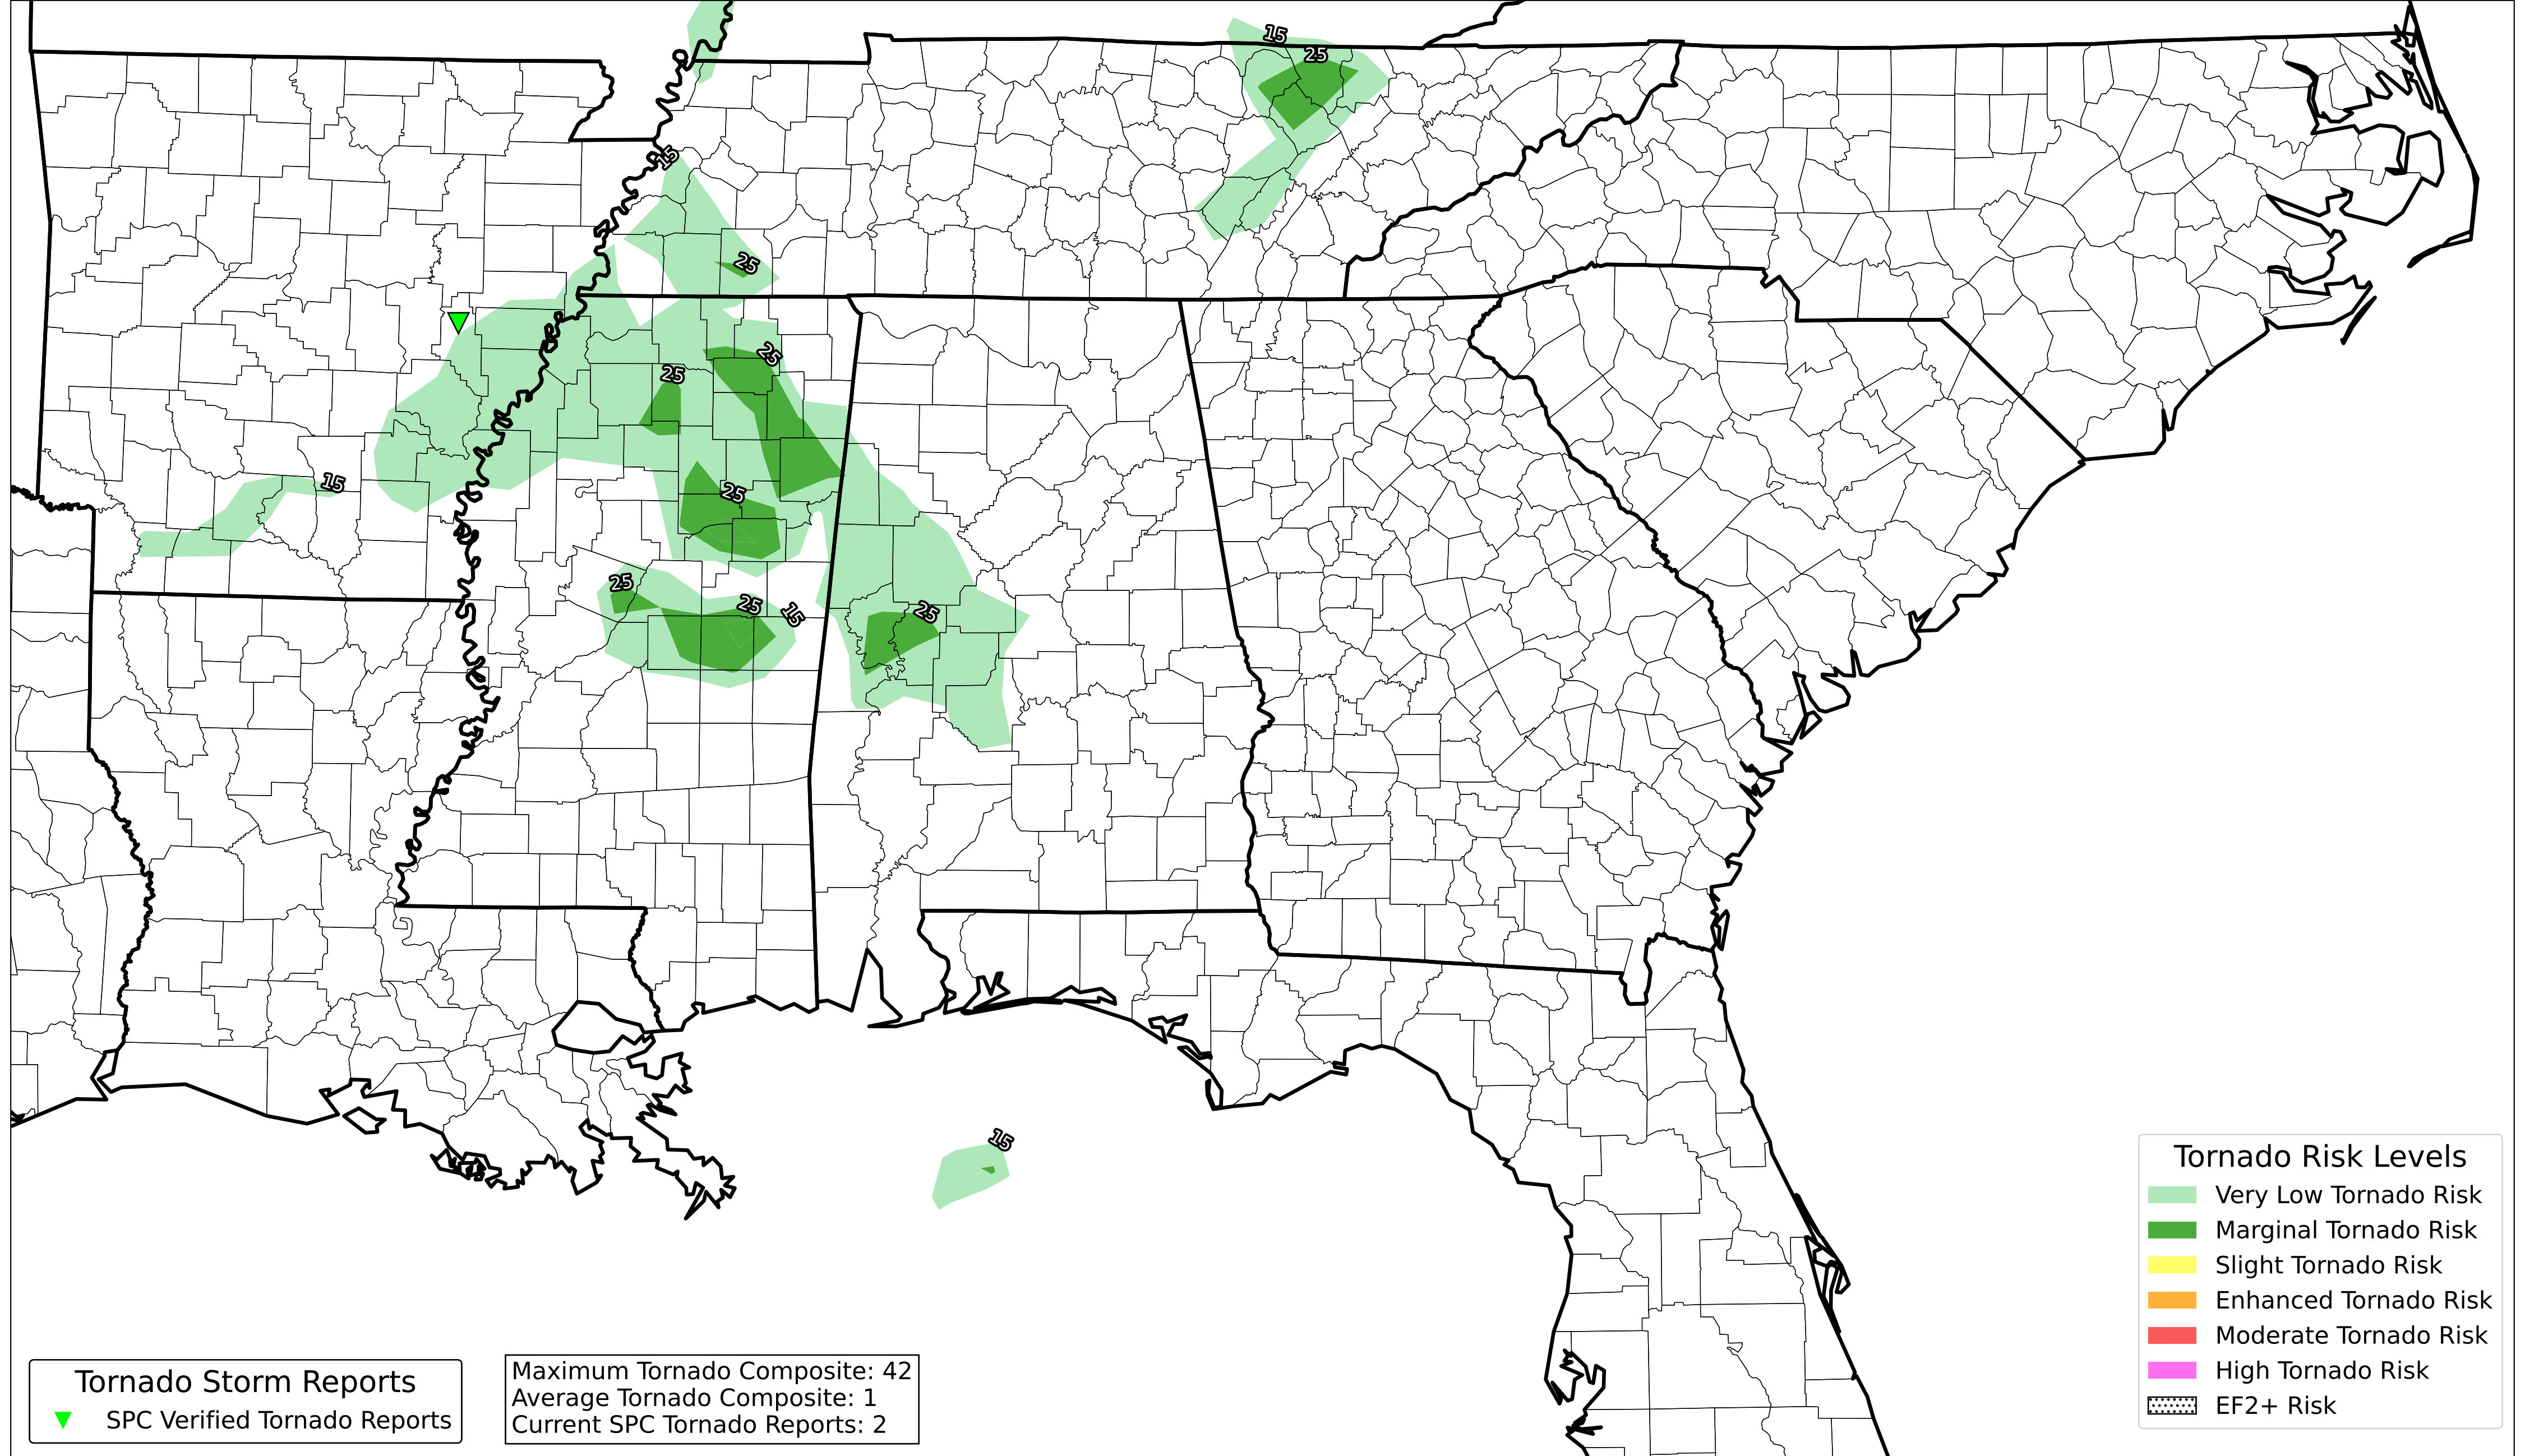 15
25
15
25
25
25
15
25
25
25
15
25
15
Tornado Risk Levels
Very Low Tornado Risk
Marginal Tornado Risk
Slight Tornado Risk
Enhanced Tornado Risk
Moderate Tornado Risk
High Tornado Risk
EF2+ Risk
Tornado Storm Reports
SPC Verified Tornado Reports
Maximum Tornado Composite: 42
Average Tornado Composite: 1
Current SPC Tornado Reports: 2